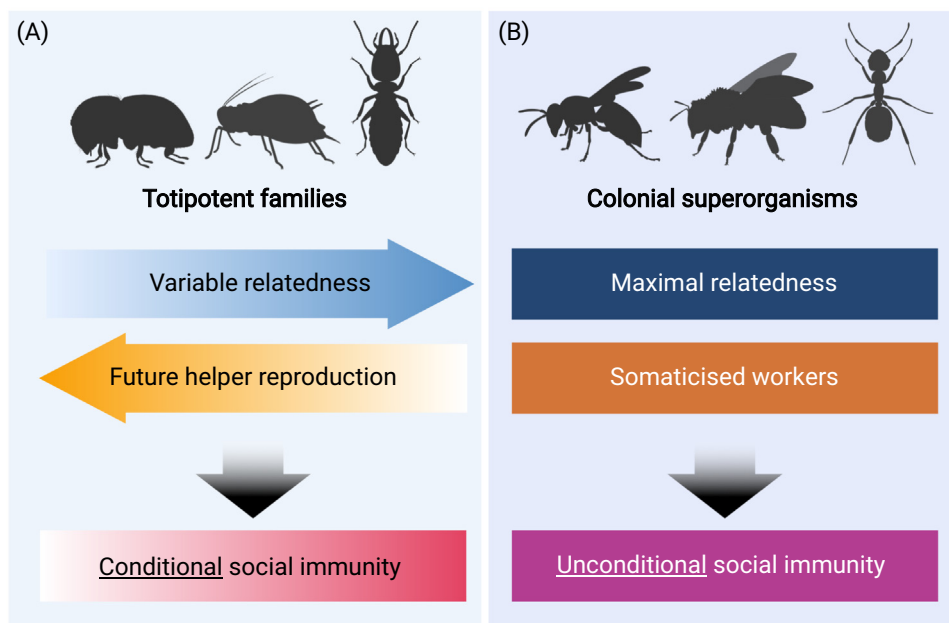 (A)
Totipotent families
Variable relatedness
Future helper reproduction
Conditional social immunity
(B)
Colonial superorganisms
Maximal relatedness
Somaticised workers
Unconditional social immunity